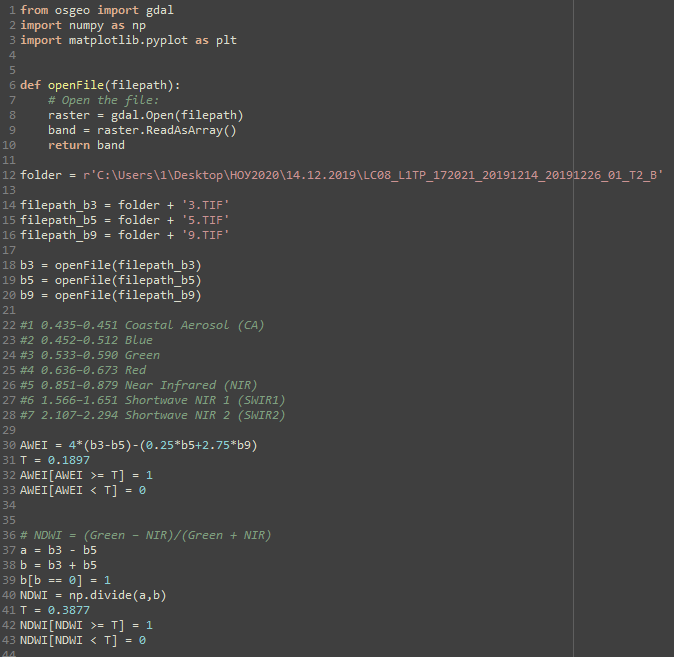 1 from osgeo import gdal
2 import numpy as np
3 import matplotlib.pyplot as plt
4
5
6 def openFile(filepath):
7     # Open the file:
8     raster = gdal.Open(filepath)
9     band = raster.ReadAsArray()
10     return band
11
12 folder = r'C:\Users\1\Desktop\НОУ2020\14.12.2019\LC08_L1TP_172021_20191214_20191226_01_T2_B'
13
14 filepath_b3 = folder + '3.TIF'
15 filepath_b5 = folder + '5.TIF'
16 filepath_b9 = folder + '9.TIF'
17
18 b3 = openFile(filepath_b3)
19 b5 = openFile(filepath_b5)
20 b9 = openFile(filepath_b9)
21
22 #1 0.435-0.451 Coastal Aerosol (CA)
23 #2 0.452-0.512 Blue
24 #3 0.533-0.590 Green
25 #4 0.636-0.673 Red
26 #5 0.851-0.879 Near Infrared (NIR)
27 #6 1.566-1.651 Shortwave NIR 1 (SWIR1)
28 #7 2.107-2.294 Shortwave NIR 2 (SWIR2)
29
30 AWEI = 4*(b3-b5)-(0.25*b5+2.75*b9)
31 T = 0.1897
32 AWEI[AWEI >= T] = 1
33 AWEI[AWEI < T] = 0
34
35
36 # NDWI = (Green - NIR)/(Green + NIR)
37 a = b3 - b5
38 b = b3 + b5
39 b[b == 0] = 1
40 NDWI = np.divide(a,b)
41 T = 0.3877
42 NDWI[NDWI >= T] = 1
43 NDWI[NDWI < T] = 0
44